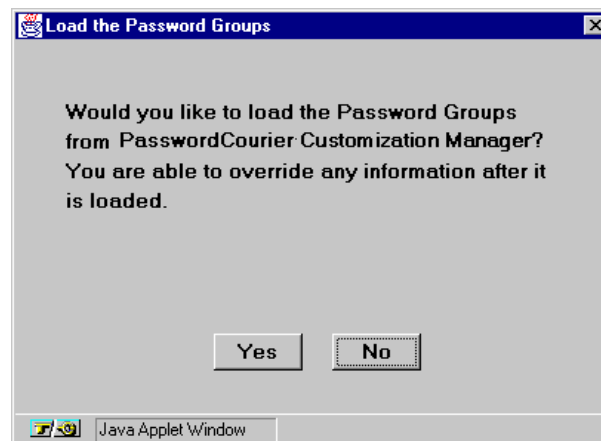 Load the Password Groups
Would you like to load the Password Groups
from PasswordCourier Customization Manager?
You are able to override any information after it
is loaded.
Yes No
Java Applet Window